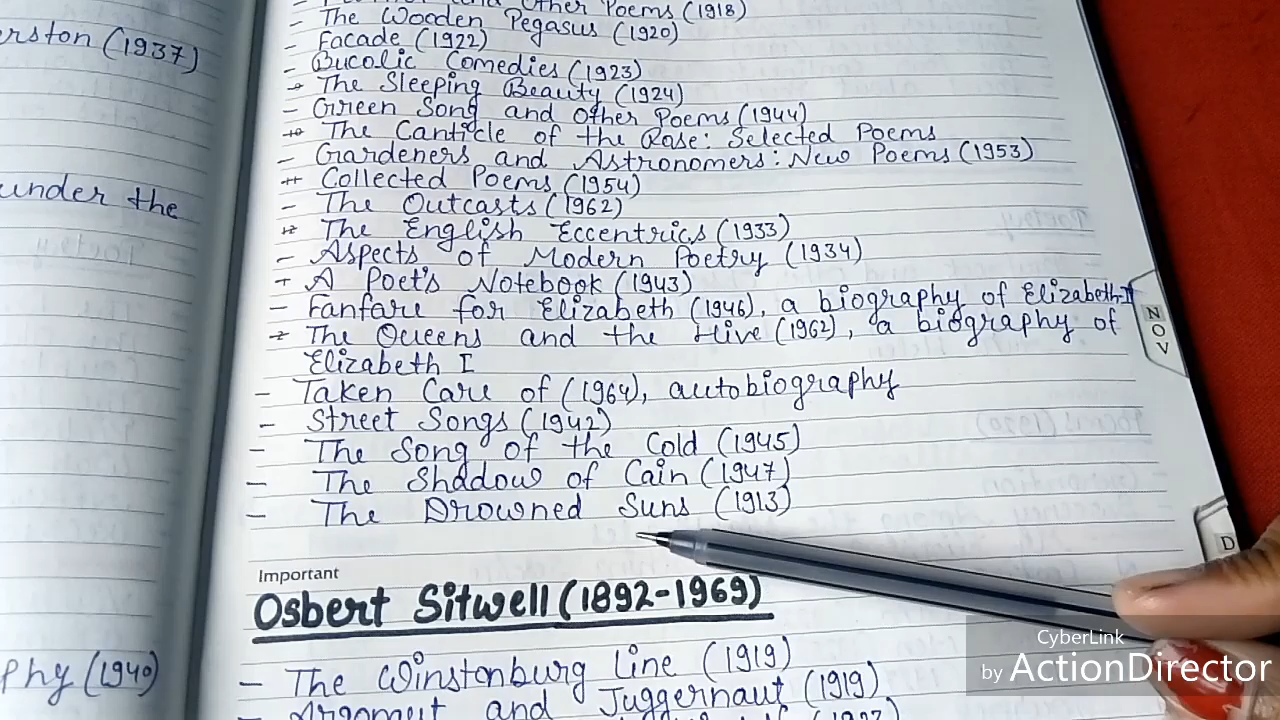 and Other Poems (1918)
- The Wooden Pegasus (1920)
erston (1937)
- Facade (1922)
- Bucolic Comedies (1923)
- The Sleeping Beauty (1924)
- Green Song and Other Poems (1944)
- The Canticle of the Rose: Selected Poems
- Gardeners and Astronomers: New Poems (1953)
- Collected Poems (1954)
under the
- The Outcasts (1962)
- The English Eccentrics (1933)
- Aspects of Modern Poetry (1934)
- A Poet's Notebook (1943)
- Fanfare for Elizabeth (1946), a biography of Elizabeth I
- The Queens and the Hive (1962), a biography of
Elizabeth I
NOV
- Taken Care of (1964), autobiography
- Street Songs (1942)
- The Song of the Cold (1945)
- The Shadow of Cain (1947)
- The Drowned Suns (1913)
D
Important
Osbert Sitwell (1892-1969)
- The Winstonburg Line (1919)
phy (1940)
- Argomeut and Juggernaut (1919)
CyberLink
by ActionDirector